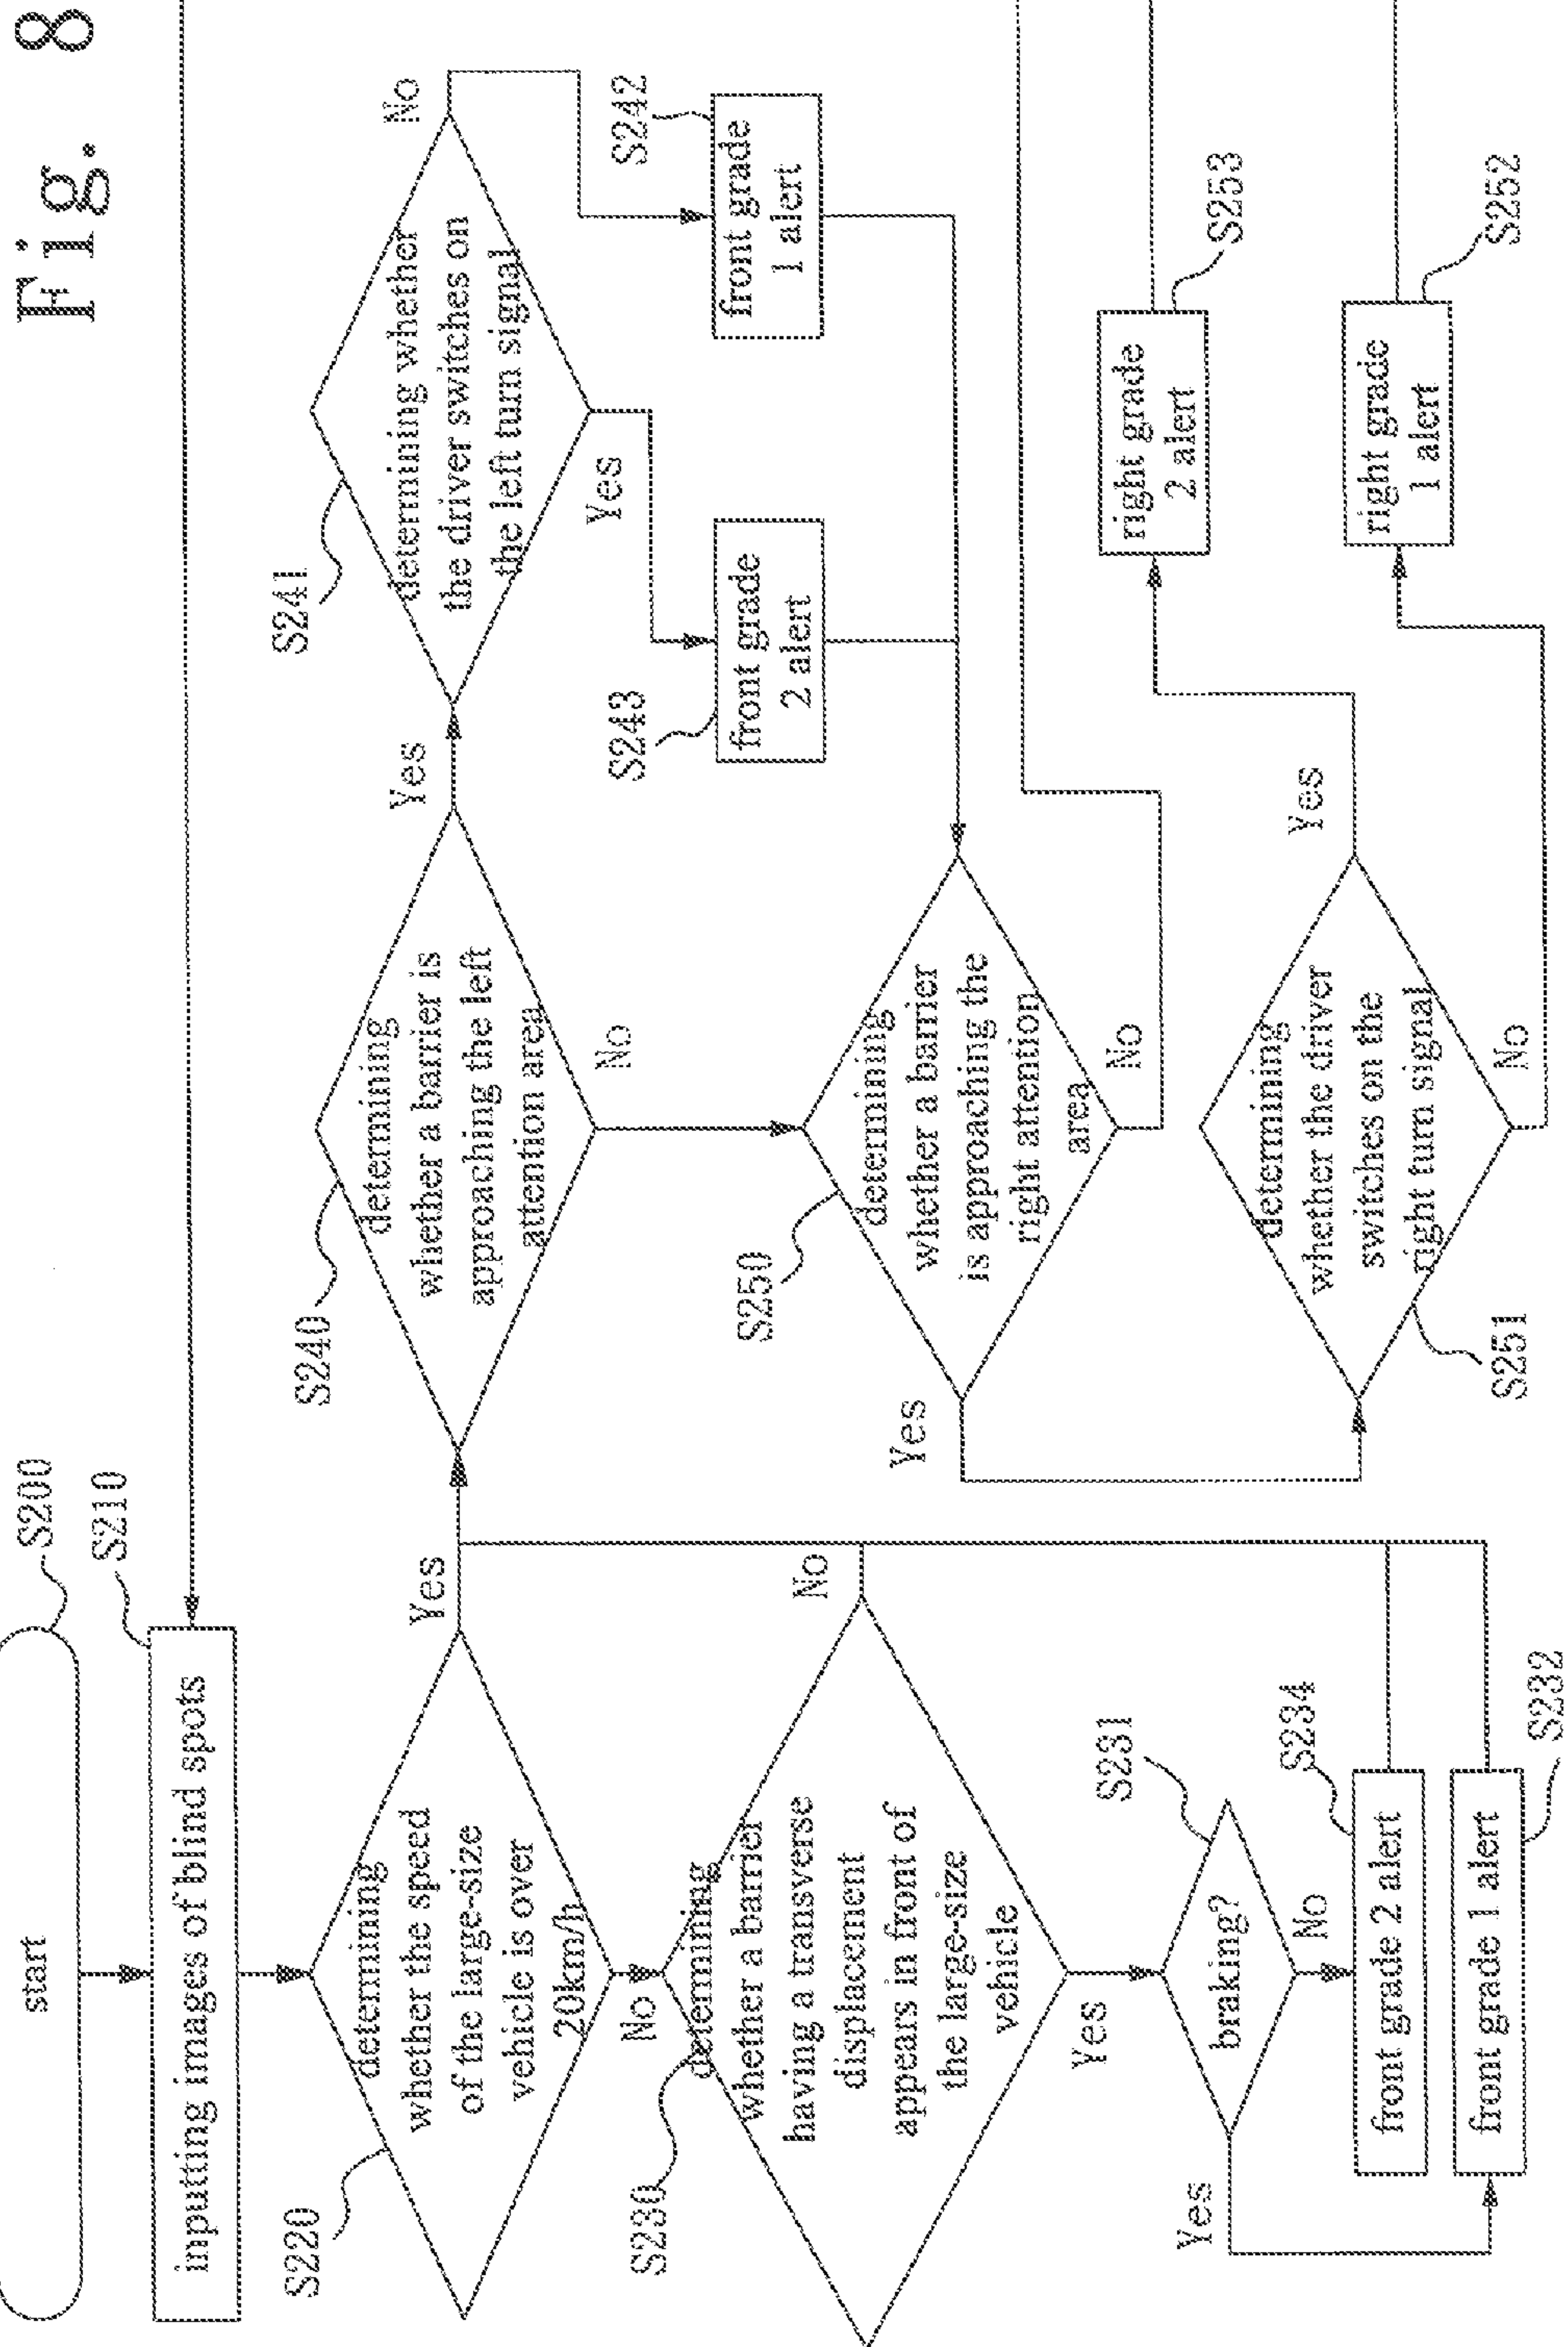 Fig. 8
start
S200
inputting images of blind spots
S210
determining
whether the speed
of the large-size
vehicle is over
20km/h
S220
Yes
No
determining
whether a barrier
having a transverse
displacement
appears in front of
the large-size
vehicle
S230
No
Yes
braking?
S231
Yes
No
front grade 2 alert
S234
front grade 1 alert
S232
determining
whether a barrier is
approaching the left
attention area
S240
Yes
No
determining whether
the driver switches on
the left turn signal
S241
No
Yes
front grade
1 alert
S242
front grade
2 alert
S243
determining
whether a barrier
is approaching the
right attention
area
S250
Yes
No
determining
whether the driver
switches on the
right turn signal
S251
Yes
No
right grade
2 alert
S253
right grade
1 alert
S252